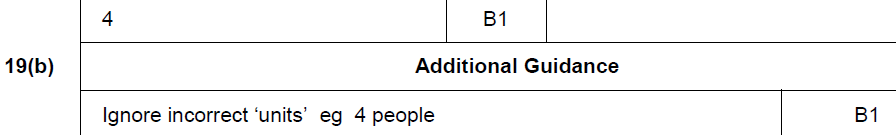 4 B1
19(b) Additional Guidance
Ignore incorrect ‘units’ eg 4 people B1